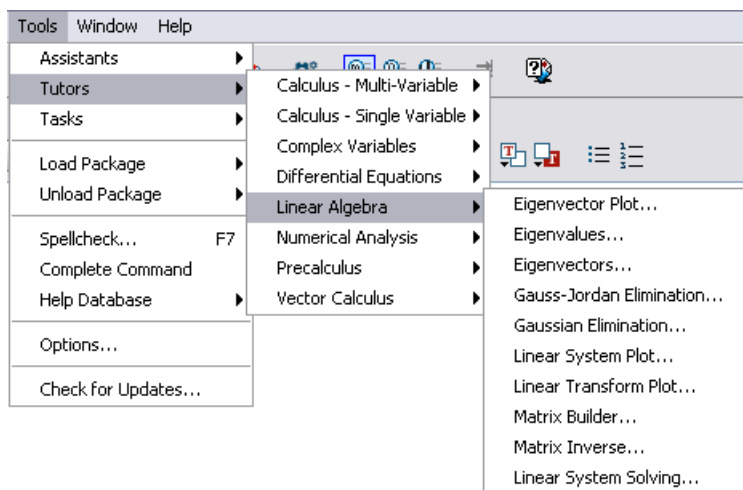 Tools Window Help
Assistants
Tutors
Tasks
Load Package
Unload Package
Spellcheck... F7
Complete Command
Help Database
Options...
Check for Updates...
Calculus - Multi-Variable
Calculus - Single Variable
Complex Variables
Differential Equations
Linear Algebra
Numerical Analysis
Precalculus
Vector Calculus
Eigenvector Plot...
Eigenvalues...
Eigenvectors...
Gauss-Jordan Elimination...
Gaussian Elimination...
Linear System Plot...
Linear Transform Plot...
Matrix Builder...
Matrix Inverse...
Linear System Solving...